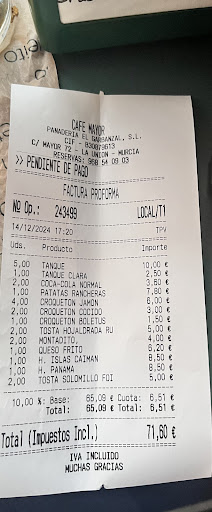 CAFE MAYOR
PANADERIA EL GARBANZAL, S.L.
CIF - B30879613
C/ MAYOR 72 - LA UNION - MURCIA
RESERVAS: 968 54 09 03
>> PENDIENTE DE PAGO
FACTURA PROFORMA
Nº Op.: 243499 LOCAL/T1
14/12/2024 17:20 TPV
Uds. Producto Importe
5,00 TANQUE 10,00 €
1,00 TANQUE CLARA 2,50 €
2,00 COCA-COLA NORMAL 3,60 €
1,00 PATATAS RANCHERAS 7,80 €
4,00 CROQUETON JAMON 6,00 €
2,00 CROQUETON COCIDO 3,00 €
1,00 CROQUETON BOLETUS 1,50 €
2,00 TOSTA HOJALDRADA RU 5,00 €
2,00 MONTADITO, 4,00 €
1,00 QUESO FRITO 6,20 €
1,00 H. ISLAS CAIMAN 8,50 €
1,00 H. PANAMA 8,50 €
2,00 TOSTA SOLOMILLO FOI 5,00 €
10,00 %: Base: 65,09 € Cuota: 6,51 €
Total: 65,09 € Total: 6,51 €
Total (Impuestos Incl.) 71,60 €
IVA INCLUIDO
MUCHAS GRACIAS